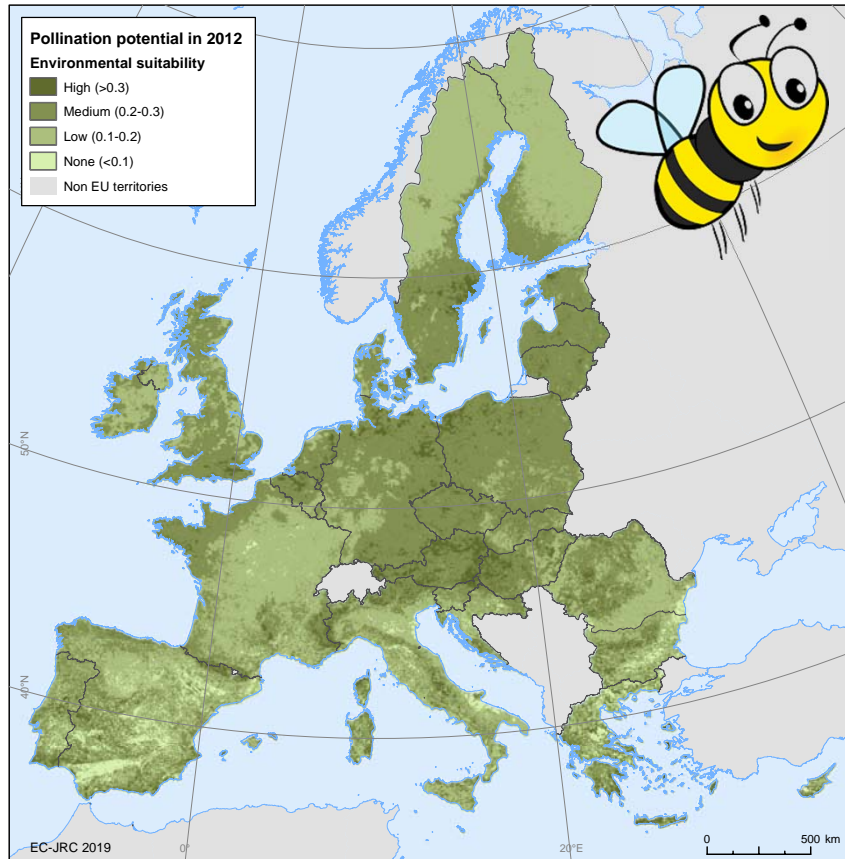 Pollination potential in 2012
Environmental suitability
High (>0.3)
Medium (0.2-0.3)
Low (0.1-0.2)
None (<0.1)
Non EU territories
50°N
40°N
EC-JRC 2019
0°
20°E
0 500 km